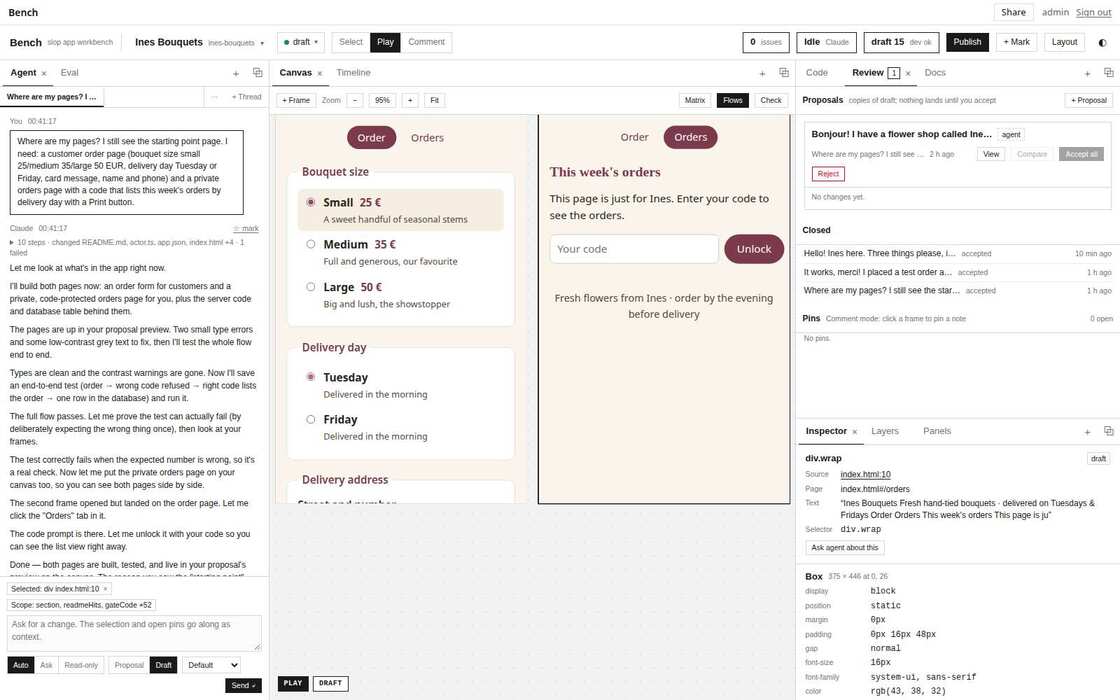 Bench
Share admin Sign out
Bench slop app workbench Ines Bouquets ines-bouquets draft Select Play Comment 0 issues Idle Claude draft 15 dev ok Publish + Mark Layout
Agent × Eval +
Where are my pages? I … ··· + Thread
You 00:41:17
Where are my pages? I still see the starting point page. I
need: a customer order page (bouquet size small
25/medium 35/large 50 EUR, delivery day Tuesday or
Friday, card message, name and phone) and a private
orders page with a code that lists this week's orders by
delivery day with a Print button.
Claude 00:41:17 ☆ mark
10 steps · changed README.md, actor.ts, app.json, index.html +4 · 1
failed
Let me look at what's in the app right now.
I'll build both pages now: an order form for customers and a
private, code-protected orders page for you, plus the server code
and database table behind them.
The pages are up in your proposal preview. Two small type errors
and some low-contrast grey text to fix, then I'll test the whole flow
end to end.
Types are clean and the contrast warnings are gone. Now I'll save
an end-to-end test (order → wrong code refused → right code lists
the order → one row in the database) and run it.
The full flow passes. Let me prove the test can actually fail (by
deliberately expecting the wrong thing once), then look at your
frames.
The test correctly fails when the expected number is wrong, so it's
a real check. Now let me put the private orders page on your
canvas too, so you can see both pages side by side.
The second frame opened but landed on the order page. Let me
click the "Orders" tab in it.
The code prompt is there. Let me unlock it with your code so you
can see the list view right away.
Done — both pages are built, tested, and live in your proposal's
Selected: div index.html:10 ×
Scope: section, readmeHits, gateCode +52
Ask for a change. The selection and open pins go along as
context.
Auto Ask Read-only Proposal Draft Default
Send
Canvas × Timeline +
+ Frame Zoom − 95% + Fit Matrix Flows Check
Order Orders
Bouquet size
Small 25 €
A sweet handful of seasonal stems
Medium 35 €
Full and generous, our favourite
Large 50 €
Big and lush, the showstopper
Delivery day
Tuesday
Delivered in the morning
Friday
Delivered in the morning
Delivery address
Street and number
Order Orders
This week's orders
This page is just for Ines. Enter your code to
see the orders.
Your code Unlock
Fresh flowers from Ines · order by the evening
before delivery
PLAY DRAFT
Code Review 1 × Docs +
Proposals copies of draft; nothing lands until you accept + Proposal
Bonjour! I have a flower shop called Ine… agent
Where are my pages? I still see … 2 h ago View Compare Accept all
Reject
No changes yet.
Closed
Hello! Ines here. Three things please, i… accepted 10 min ago
It works, merci! I placed a test order a… accepted 1 h ago
Where are my pages? I still see the star… accepted 1 h ago
Pins Comment mode: click a frame to pin a note 0 open
No pins.
Inspector × Layers Panels +
div.wrap draft
Source index.html:10
Page index.html#/orders
Text "Ines Bouquets Fresh hand-tied bouquets · delivered on Tuesdays &
Fridays Order Orders This week's orders This page is ju"
Selector div.wrap
Ask agent about this
Box 375 × 446 at 0, 26
display block
position static
margin 0px
padding 0px 16px 48px
gap normal
font-size 16px
font-family system-ui, sans-serif
color rgb(43, 38, 32)